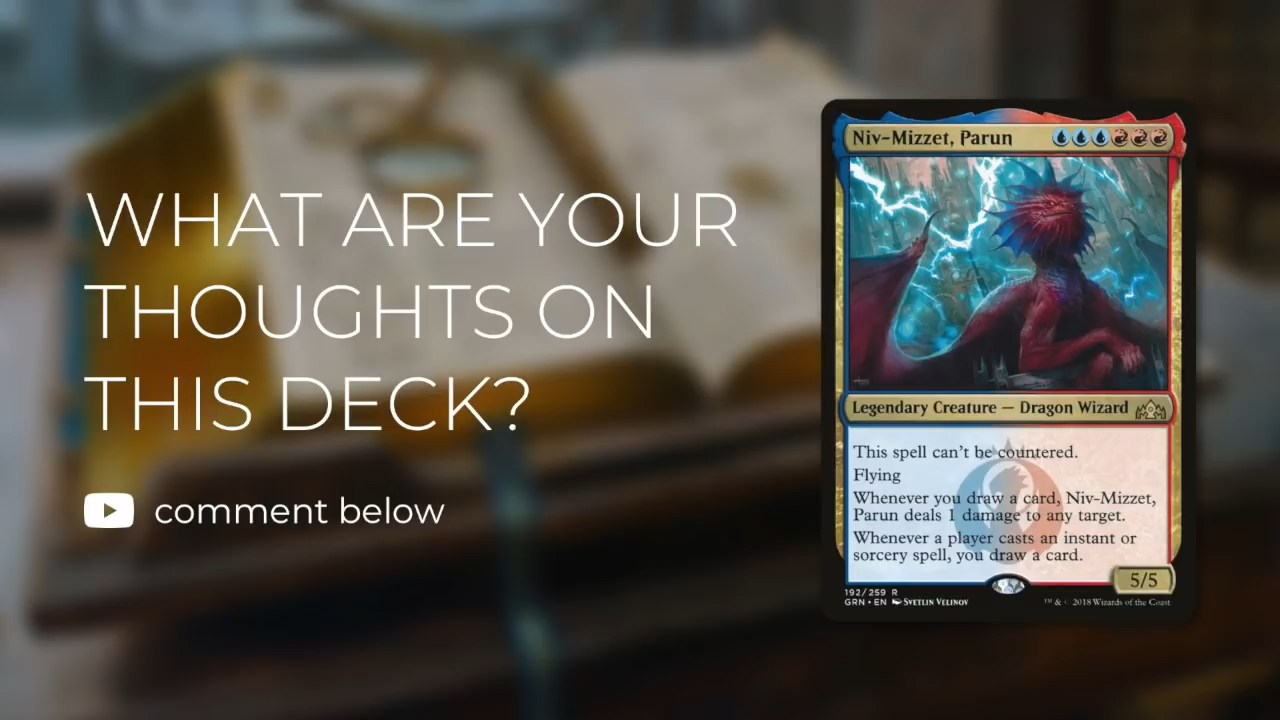 WHAT ARE YOUR
THOUGHTS ON
THIS DECK?
comment below
Niv-Mizzet, Parun
Legendary Creature — Dragon Wizard
This spell can't be countered.
Flying
Whenever you draw a card, Niv-Mizzet,
Parun deals 1 damage to any target.
Whenever a player casts an instant or
sorcery spell, you draw a card.
5/5
192/259 R
GRN • EN SVETLIN VELINOV
™ & © 2018 Wizards of the Coast